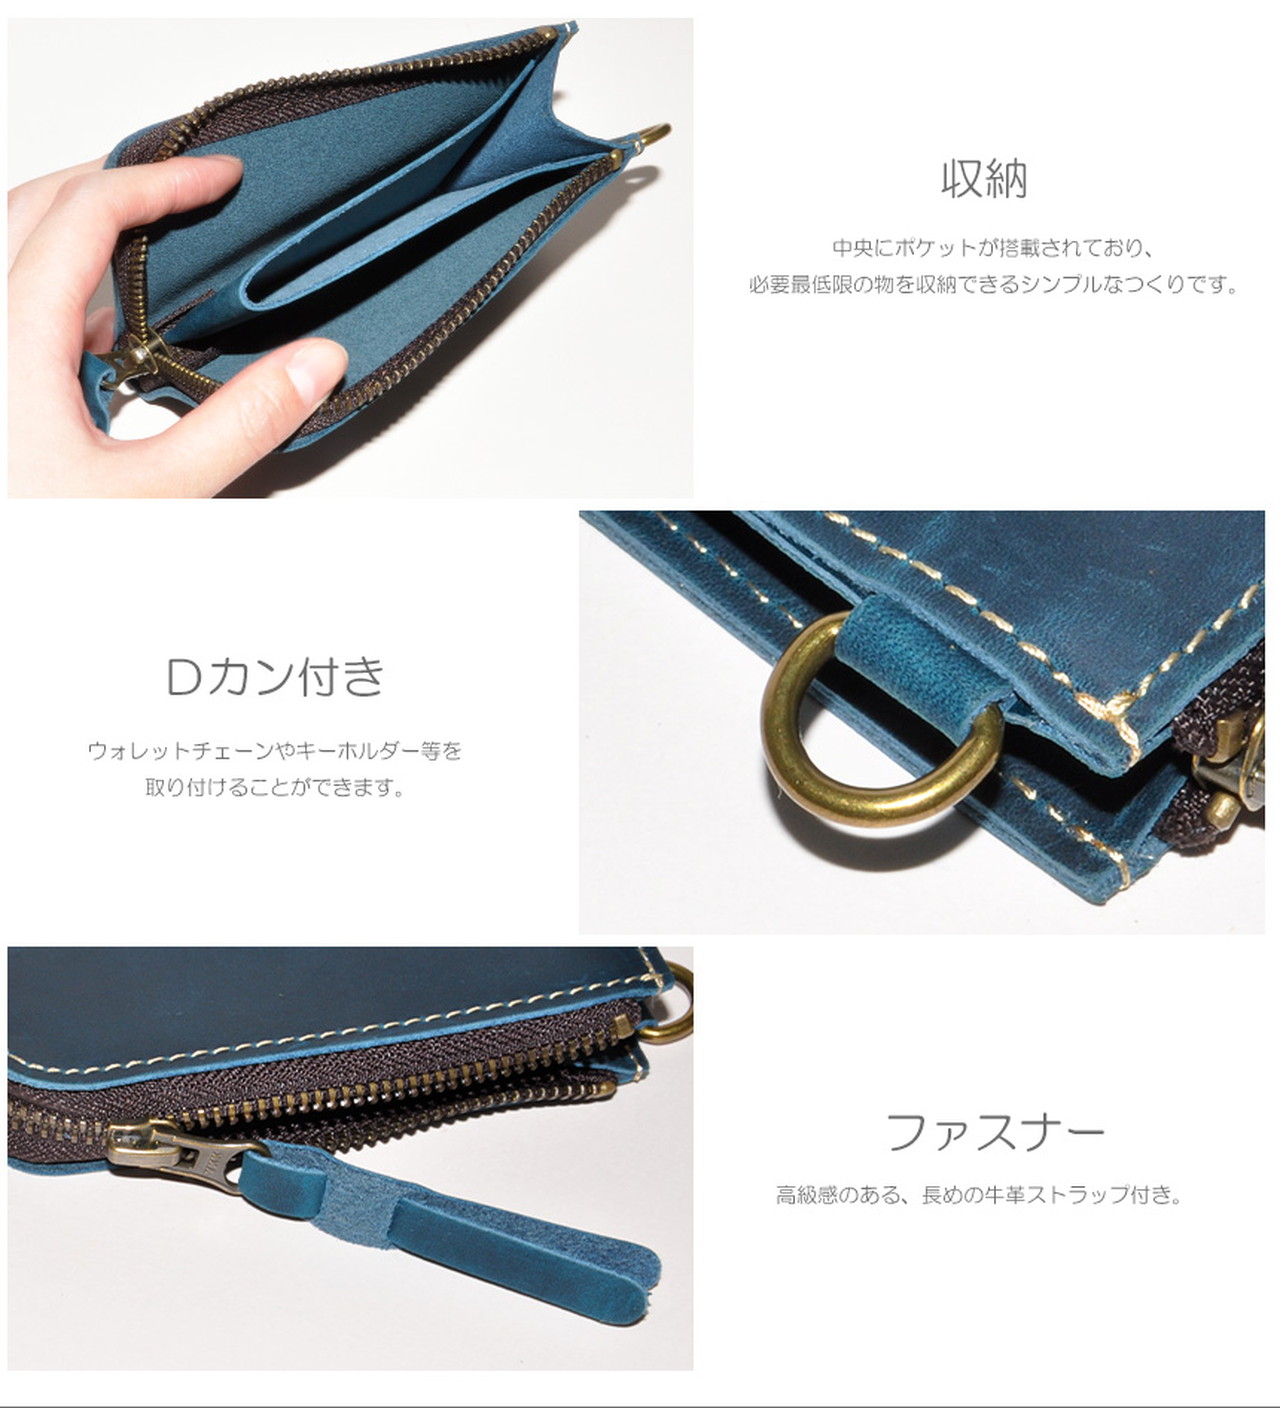 収納
中央にポケットが搭載されており、
必要最低限の物を収納できるシンプルなつくりです。
Dカン付き
ウォレットチェーンやキーホルダー等を
取り付けることができます。
ファスナー
高級感のある、長めの牛革ストラップ付き。